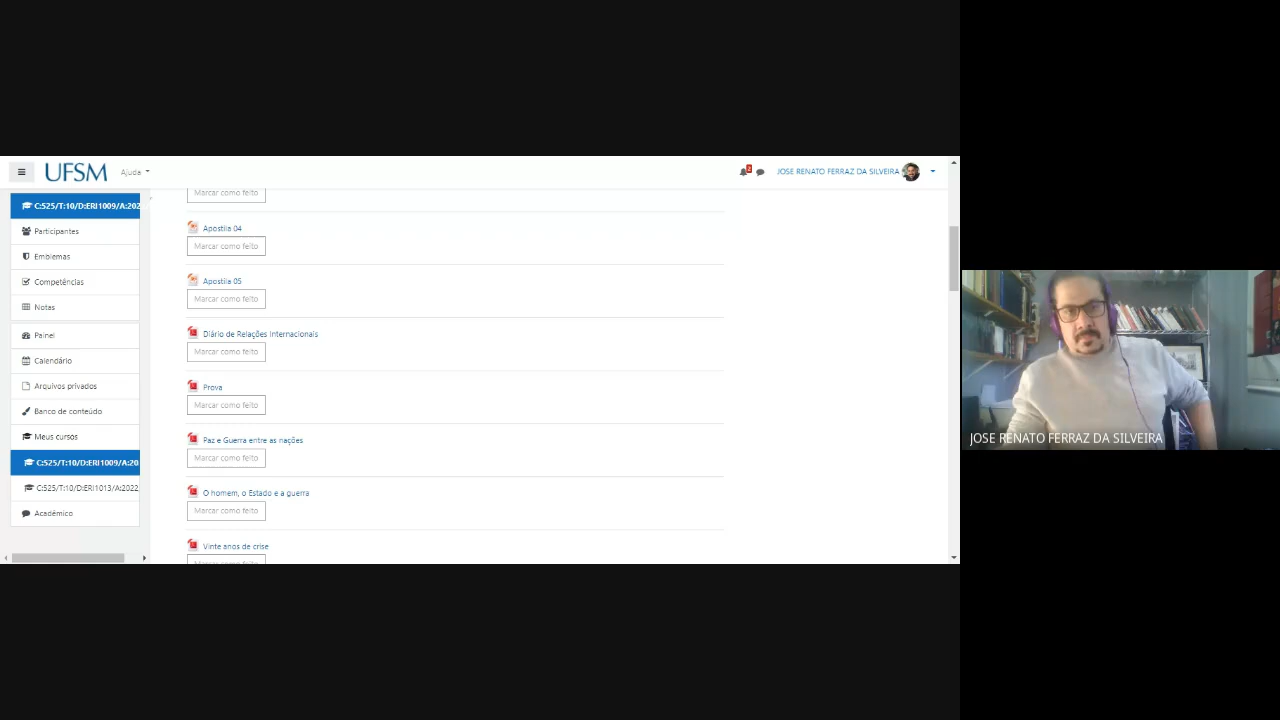 UFSM Ajuda
2 JOSE RENATO FERRAZ DA SILVEIRA
C:525/T:10/D:ERI1009/A:202
Participantes
Emblemas
Competências
Notas
Painel
Calendário
Arquivos privados
Banco de conteúdo
Meus cursos
C:525/T:10/D:ERI1009/A:20
C:525/T:10/D:ERI1013/A:2022
Acadêmico
Marcar como feito
Apostila 04
Marcar como feito
Apostila 05
Marcar como feito
Diário de Relações Internacionais
Marcar como feito
Prova
Marcar como feito
Paz e Guerra entre as nações
Marcar como feito
O homem, o Estado e a guerra
Marcar como feito
Vinte anos de crise
Marcar como feito
JOSE RENATO FERRAZ DA SILVEIRA